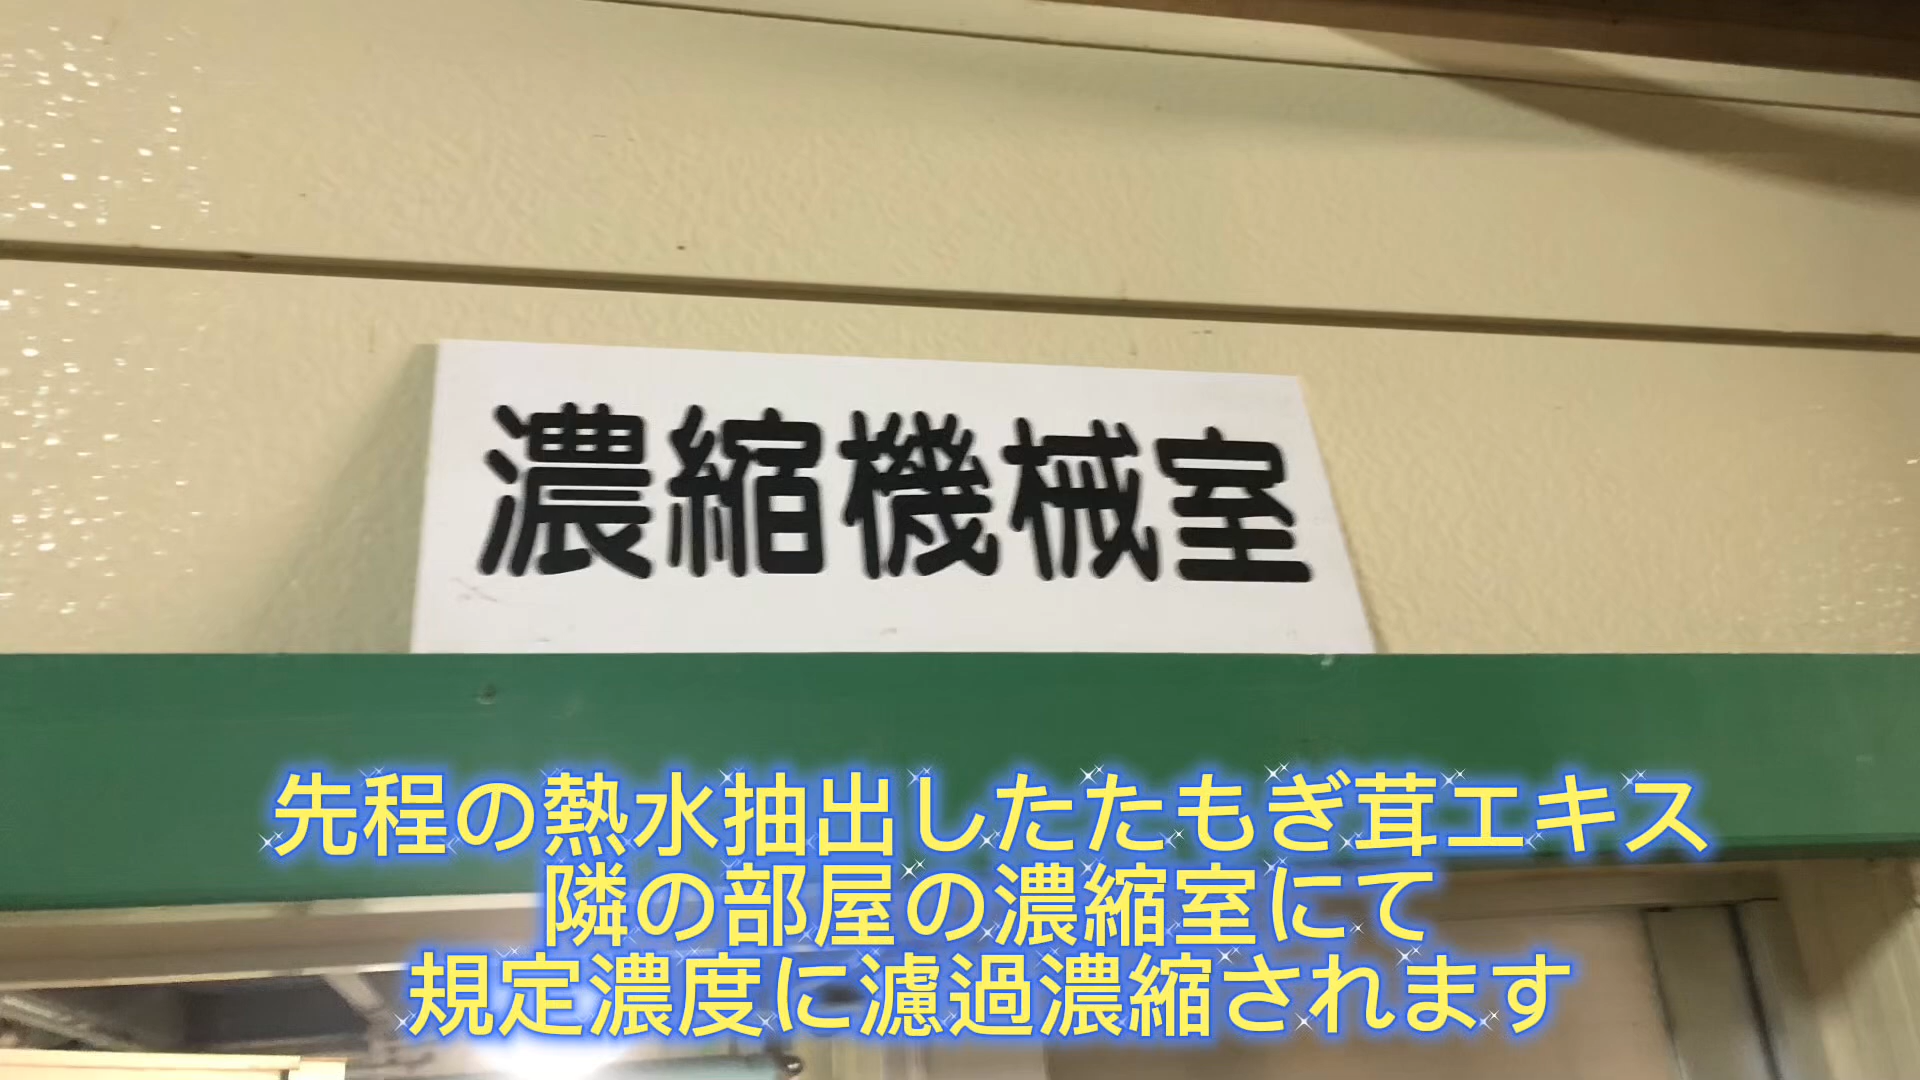 濃縮機械室
先程の熱水抽出したたもぎ茸エキス
隣の部屋の濃縮室にて
規定濃度に濾過濃縮されます